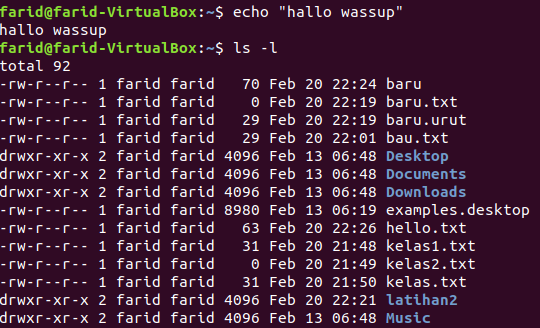 farid@farid-VirtualBox:~$ echo "hallo wassup"
hallo wassup
farid@farid-VirtualBox:~$ ls -l
total 92
-rw-r--r-- 1 farid farid   70 Feb 20 22:24 baru
-rw-r--r-- 1 farid farid    0 Feb 20 22:19 baru.txt
-rw-r--r-- 1 farid farid   29 Feb 20 22:19 baru.urut
-rw-r--r-- 1 farid farid   29 Feb 20 22:01 bau.txt
drwxr-xr-x 2 farid farid 4096 Feb 13 06:48 Desktop
drwxr-xr-x 2 farid farid 4096 Feb 13 06:48 Documents
drwxr-xr-x 2 farid farid 4096 Feb 13 06:48 Downloads
-rw-r--r-- 1 farid farid 8980 Feb 13 06:19 examples.desktop
-rw-r--r-- 1 farid farid   63 Feb 20 22:26 hello.txt
-rw-r--r-- 1 farid farid   31 Feb 20 21:48 kelas1.txt
-rw-r--r-- 1 farid farid    0 Feb 20 21:49 kelas2.txt
-rw-r--r-- 1 farid farid   31 Feb 20 21:50 kelas.txt
drwxr-xr-x 2 farid farid 4096 Feb 20 22:21 latihan2
drwxr-xr-x 2 farid farid 4096 Feb 13 06:48 Music